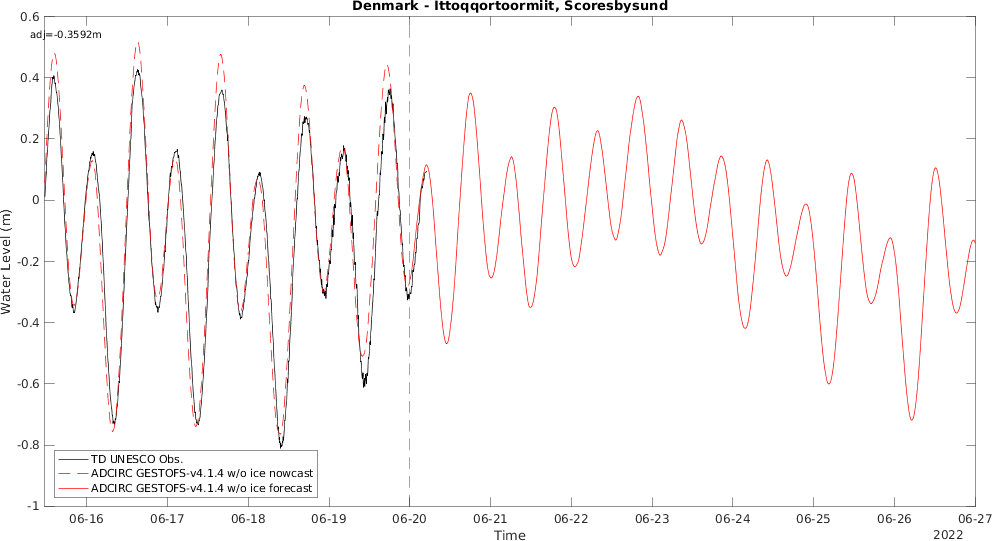 Denmark - Ittoqqortoormiit, Scoresbysund
adj=-0.3592m
0.6
0.4
0.2
0
-0.2
-0.4
-0.6
-0.8
-1
Water Level (m)
TD UNESCO Obs.
ADCIRC GESTOFS-v4.1.4 w/o ice nowcast
ADCIRC GESTOFS-v4.1.4 w/o ice forecast
06-16 06-17 06-18 06-19 06-20 06-21 06-22 06-23 06-24 06-25 06-26 06-27
Time
2022